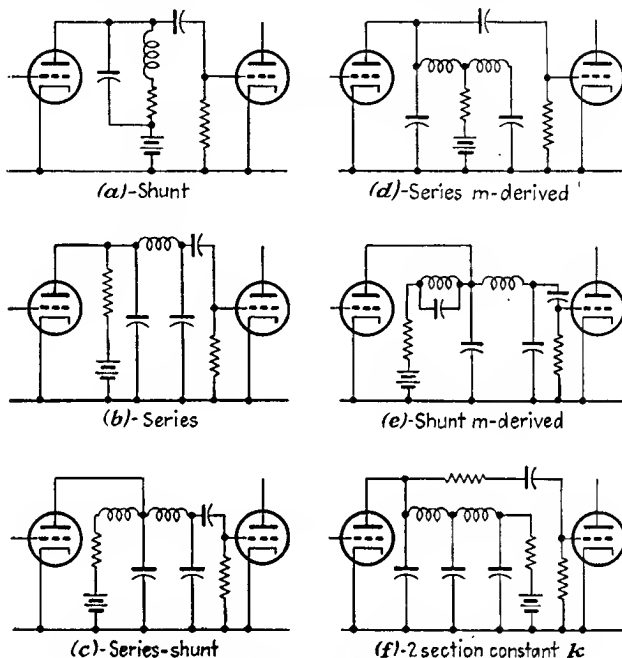 (a)-Shunt
(d)-Series m-derived
(b)-Series
(e)-Shunt m-derived
(c)-Series-shunt
(f)-2 section constant k